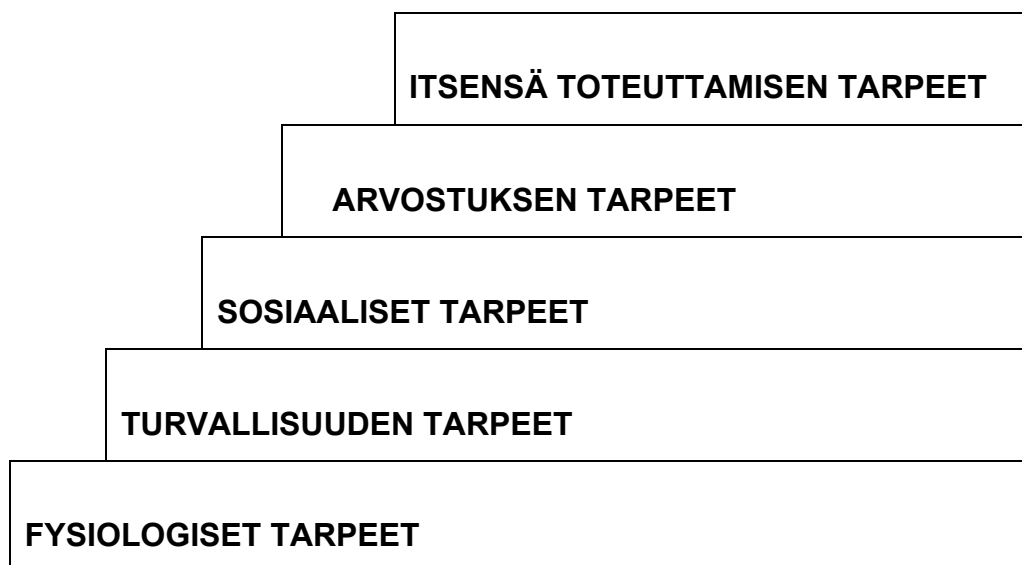 ITSENSÄ TOTEUTTAMISEN TARPEET
ARVOSTUKSEN TARPEET
SOSIAALISET TARPEET
TURVALLISUUDEN TARPEET
FYSIOLOGISET TARPEET